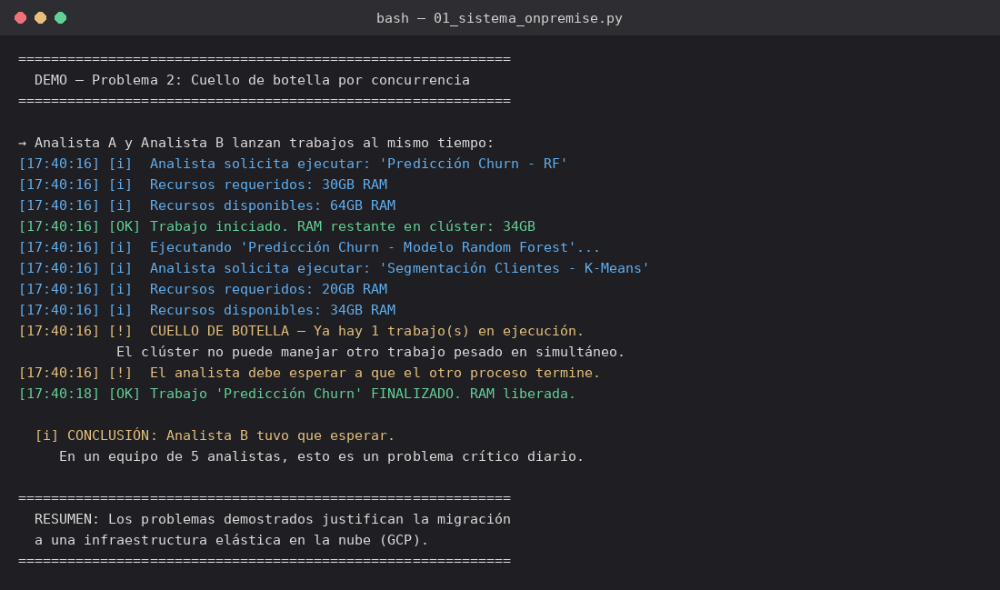 bash — 01_sistema_onpremise.py
============================================================
DEMO — Problema 2: Cuello de botella por concurrencia
============================================================
→ Analista A y Analista B lanzan trabajos al mismo tiempo:
[17:40:16] [i]  Analista solicita ejecutar: 'Predicción Churn - RF'
[17:40:16] [i]  Recursos requeridos: 30GB RAM
[17:40:16] [i]  Recursos disponibles: 64GB RAM
[17:40:16] [OK] Trabajo iniciado. RAM restante en clúster: 34GB
[17:40:16] [i]  Ejecutando 'Predicción Churn - Modelo Random Forest'...
[17:40:16] [i]  Analista solicita ejecutar: 'Segmentación Clientes - K-Means'
[17:40:16] [i]  Recursos requeridos: 20GB RAM
[17:40:16] [i]  Recursos disponibles: 34GB RAM
[17:40:16] [!]  CUELLO DE BOTELLA — Ya hay 1 trabajo(s) en ejecución.
El clúster no puede manejar otro trabajo pesado en simultáneo.
[17:40:16] [!]  El analista debe esperar a que el otro proceso termine.
[17:40:18] [OK] Trabajo 'Predicción Churn' FINALIZADO. RAM liberada.
[i] CONCLUSIÓN: Analista B tuvo que esperar.
En un equipo de 5 analistas, esto es un problema crítico diario.
============================================================
RESUMEN: Los problemas demostrados justifican la migración
a una infraestructura elástica en la nube (GCP).
============================================================